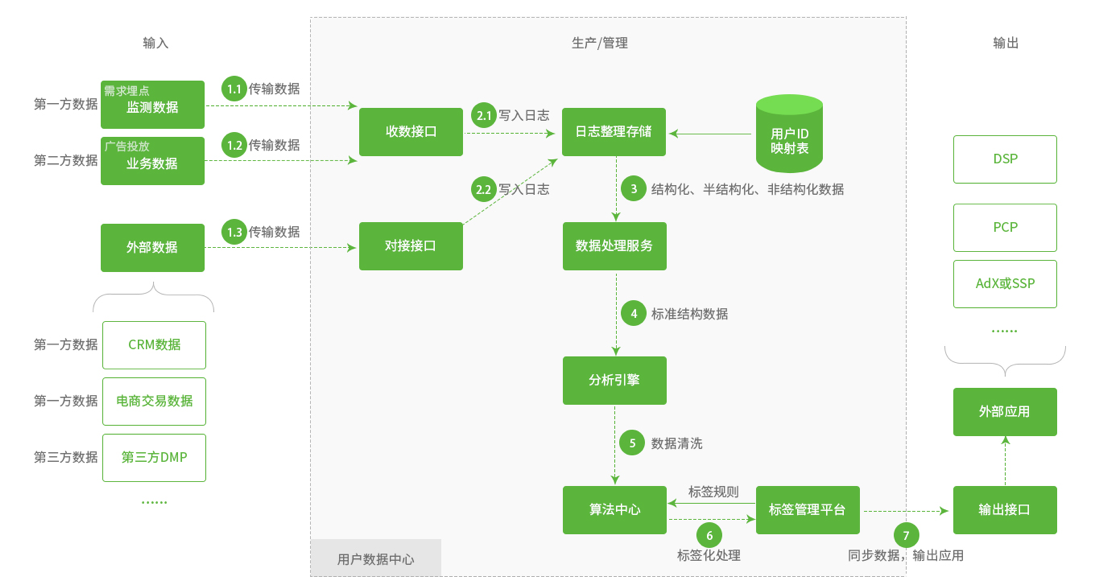 输入
生产/管理
输出
第一方数据
需求埋点
监测数据
1.1
传输数据
第二方数据
广告投放
业务数据
1.2
传输数据
收数接口
2.1
写入日志
日志整理存储
用户ID
映射表
2.2
写入日志
外部数据
1.3
传输数据
对接接口
3
结构化、半结构化、非结构化数据
数据处理服务
4
标准结构数据
分析引擎
5
数据清洗
算法中心
标签规则
6
标签化处理
标签管理平台
7
同步数据，输出应用
输出接口
外部应用
DSP
PCP
AdX或SSP
......
第一方数据
CRM数据
第一方数据
电商交易数据
第三方数据
第三方DMP
......
用户数据中心